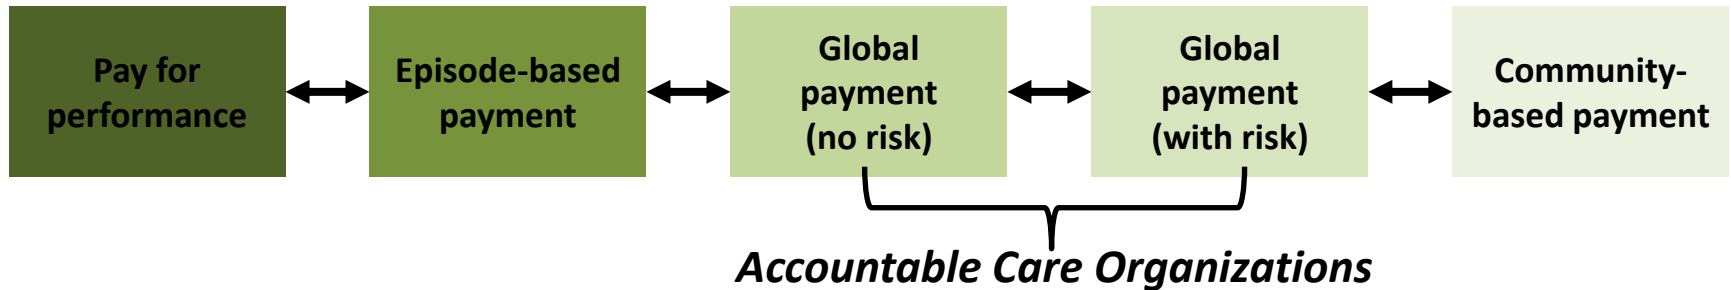 Pay for
performance
Episode-based
payment
Global
payment
(no risk)
Global
payment
(with risk)
Community-
based payment
Accountable Care Organizations